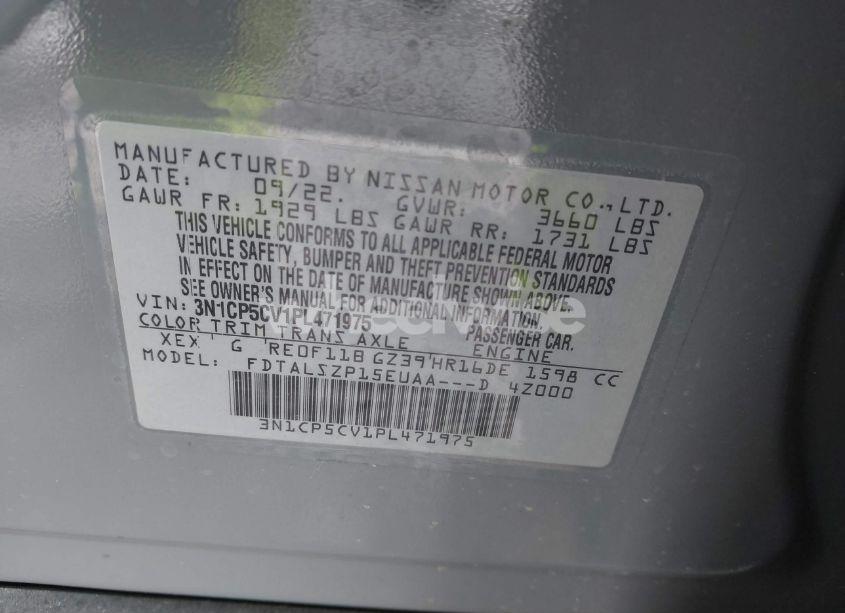 MANUFACTURED BY NISSAN MOTOR CO., LTD.
DATE: 09/22. GVWR: 3660 LBS
GAWR FR: 1929 LBS GAWR RR: 1731 LBS
THIS VEHICLE CONFORMS TO ALL APPLICABLE FEDERAL MOTOR
VEHICLE SAFETY, BUMPER AND THEFT PREVENTION STANDARDS
IN EFFECT ON THE DATE OF MANUFACTURE SHOWN ABOVE.
SEE OWNER'S MANUAL FOR ADDITIONAL INFORMATION.
VIN: 3N1CP5CV1PL471975 PASSENGER CAR.
COLOR TRIM TRANS AXLE ENGINE
XEX G RE0F11B GZ39 HR16DE 1598 CC
MODEL: FDTALSZP15EUAA---D 4Z000
3N1CP5CV1PL471975